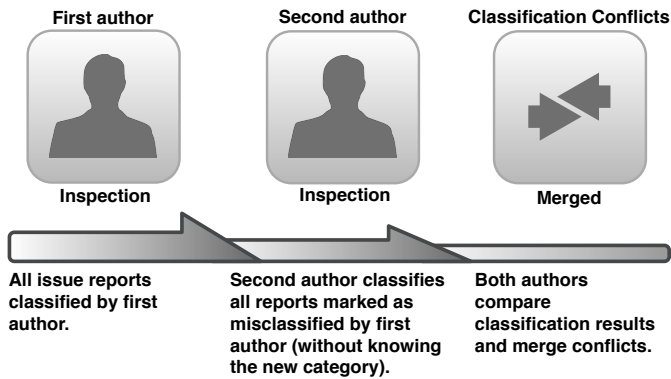 First author
Second author
Classification Conflicts
Inspection
Inspection
Merged
All issue reports
classified by first
author.
Second author classifies
all reports marked as
misclassified by first
author (without knowing
the new category).
Both authors
compare
classification results
and merge conflicts.